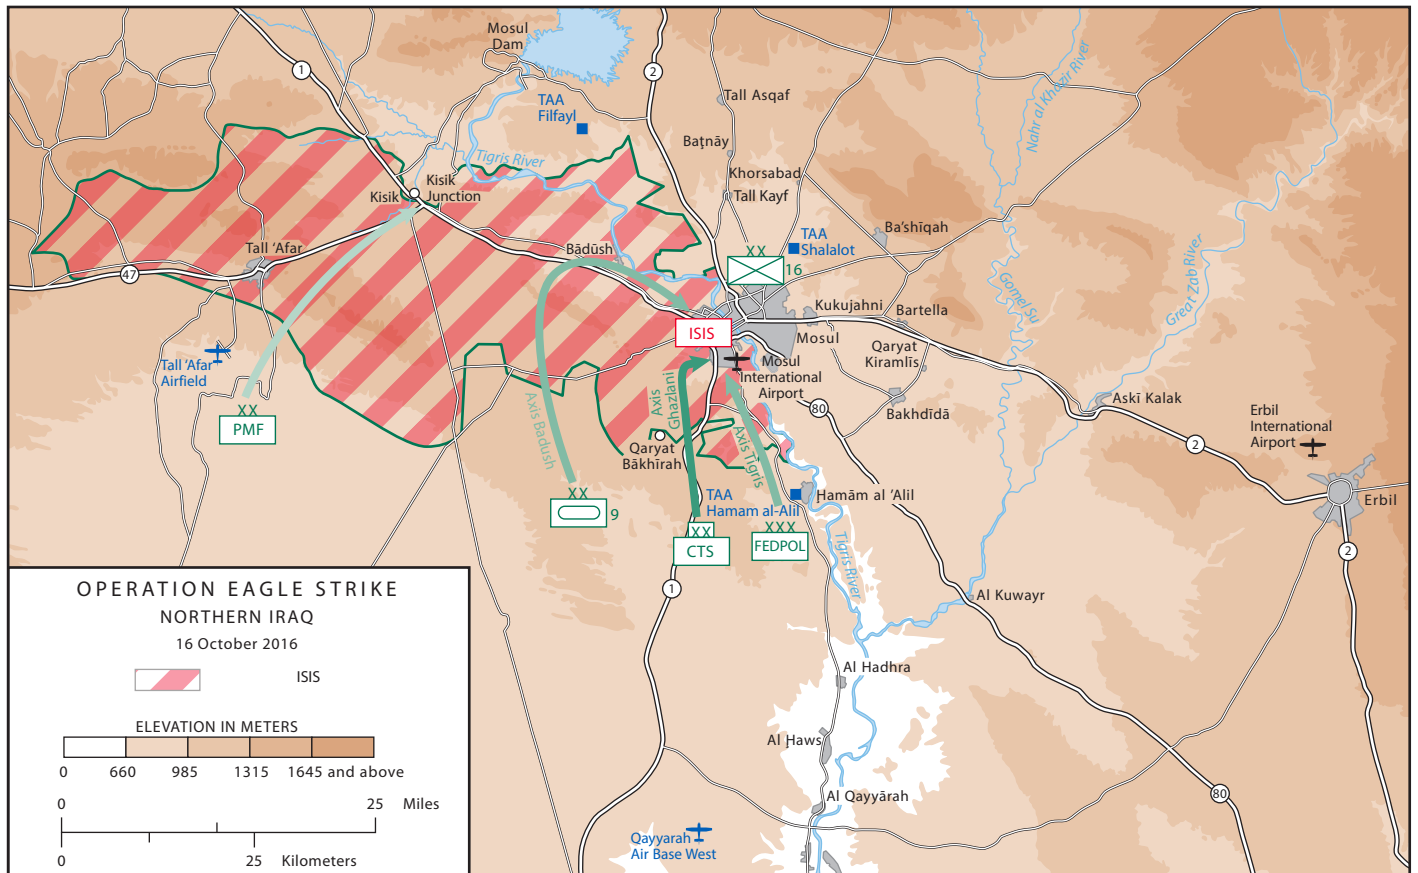 Mosul
Dam
1
2
TAA
Filfayl
Tall Asqaf
Nahr al Khazir River
Baṭnāy
Tigris River
Khorsabad
Kisik
Kisik
Junction
Tall Kayf
Tall ‘Afar
Bādūsh
XX
16
TAA
Shalalot
Ba‘shīqah
47
Gomel Su
Great Zab River
Kukujahni
Bartella
ISIS
Mosul
Qaryat
Kiramlīs
Tall ‘Afar
Airfield
Mosul
International
Airport
80
Bakhdīdā
Askī Kalak
Erbil
International
Airport
XX
PMF
Axis Badush
Axis
Ghazlani
Axis Tigris
Qaryat
Bākhīrah
2
XX
9
TAA
Hamam al-Alil
Ḥamām al ‘Alil
Erbil
XX
CTS
XXX
FEDPOL
Tigris River
2
1
Al Kuwayr
OPERATION EAGLE STRIKE
NORTHERN IRAQ
16 October 2016
ISIS
ELEVATION IN METERS
0 660 985 1315 1645 and above
0 25 Miles
0 25 Kilometers
Al Hadhra
Al Ḥaws
Al Qayyārah
80
Qayyarah
Air Base West